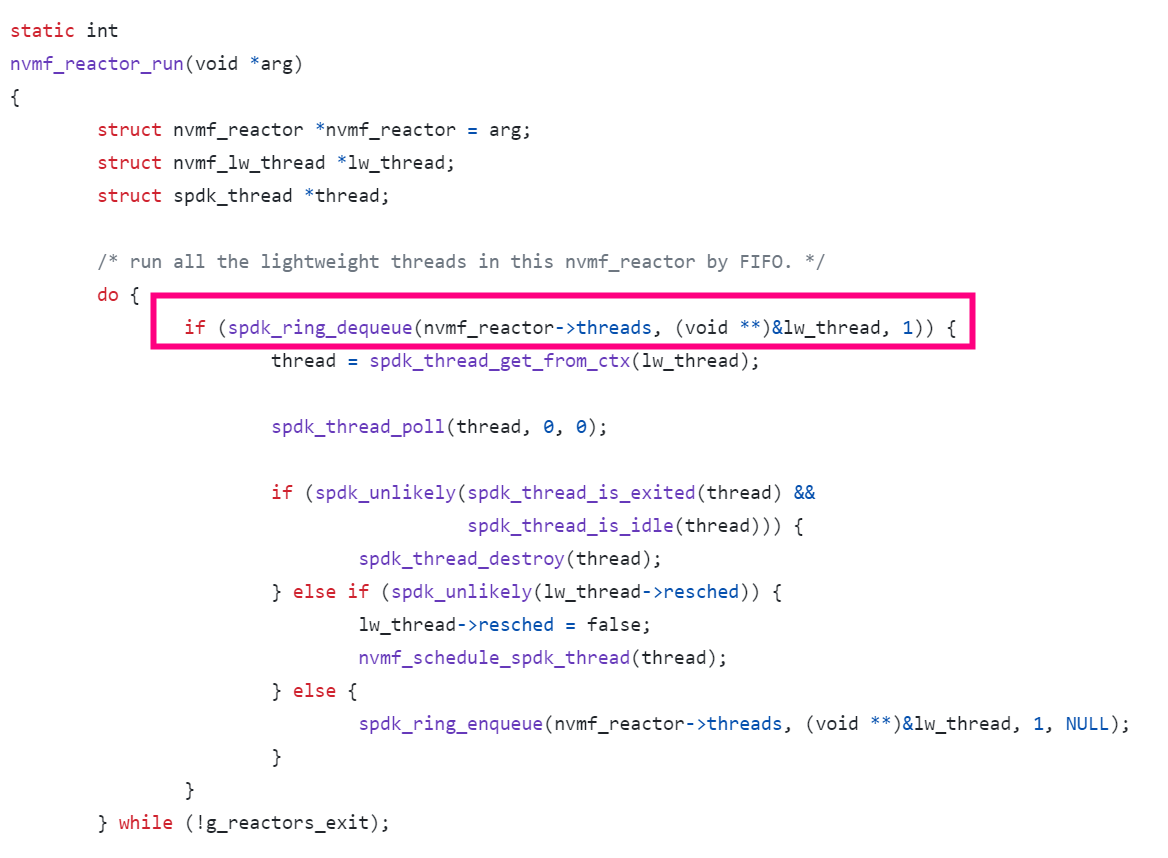 static int
nvmf_reactor_run(void *arg)
{
struct nvmf_reactor *nvmf_reactor = arg;
struct nvmf_lw_thread *lw_thread;
struct spdk_thread *thread;
/* run all the lightweight threads in this nvmf_reactor by FIFO. */
do {
if (spdk_ring_dequeue(nvmf_reactor->threads, (void **)&lw_thread, 1)) {
thread = spdk_thread_get_from_ctx(lw_thread);
spdk_thread_poll(thread, 0, 0);
if (spdk_unlikely(spdk_thread_is_exited(thread) &&
spdk_thread_is_idle(thread))) {
spdk_thread_destroy(thread);
} else if (spdk_unlikely(lw_thread->resched)) {
lw_thread->resched = false;
nvmf_schedule_spdk_thread(thread);
} else {
spdk_ring_enqueue(nvmf_reactor->threads, (void **)&lw_thread, 1, NULL);
}
}
} while (!g_reactors_exit);